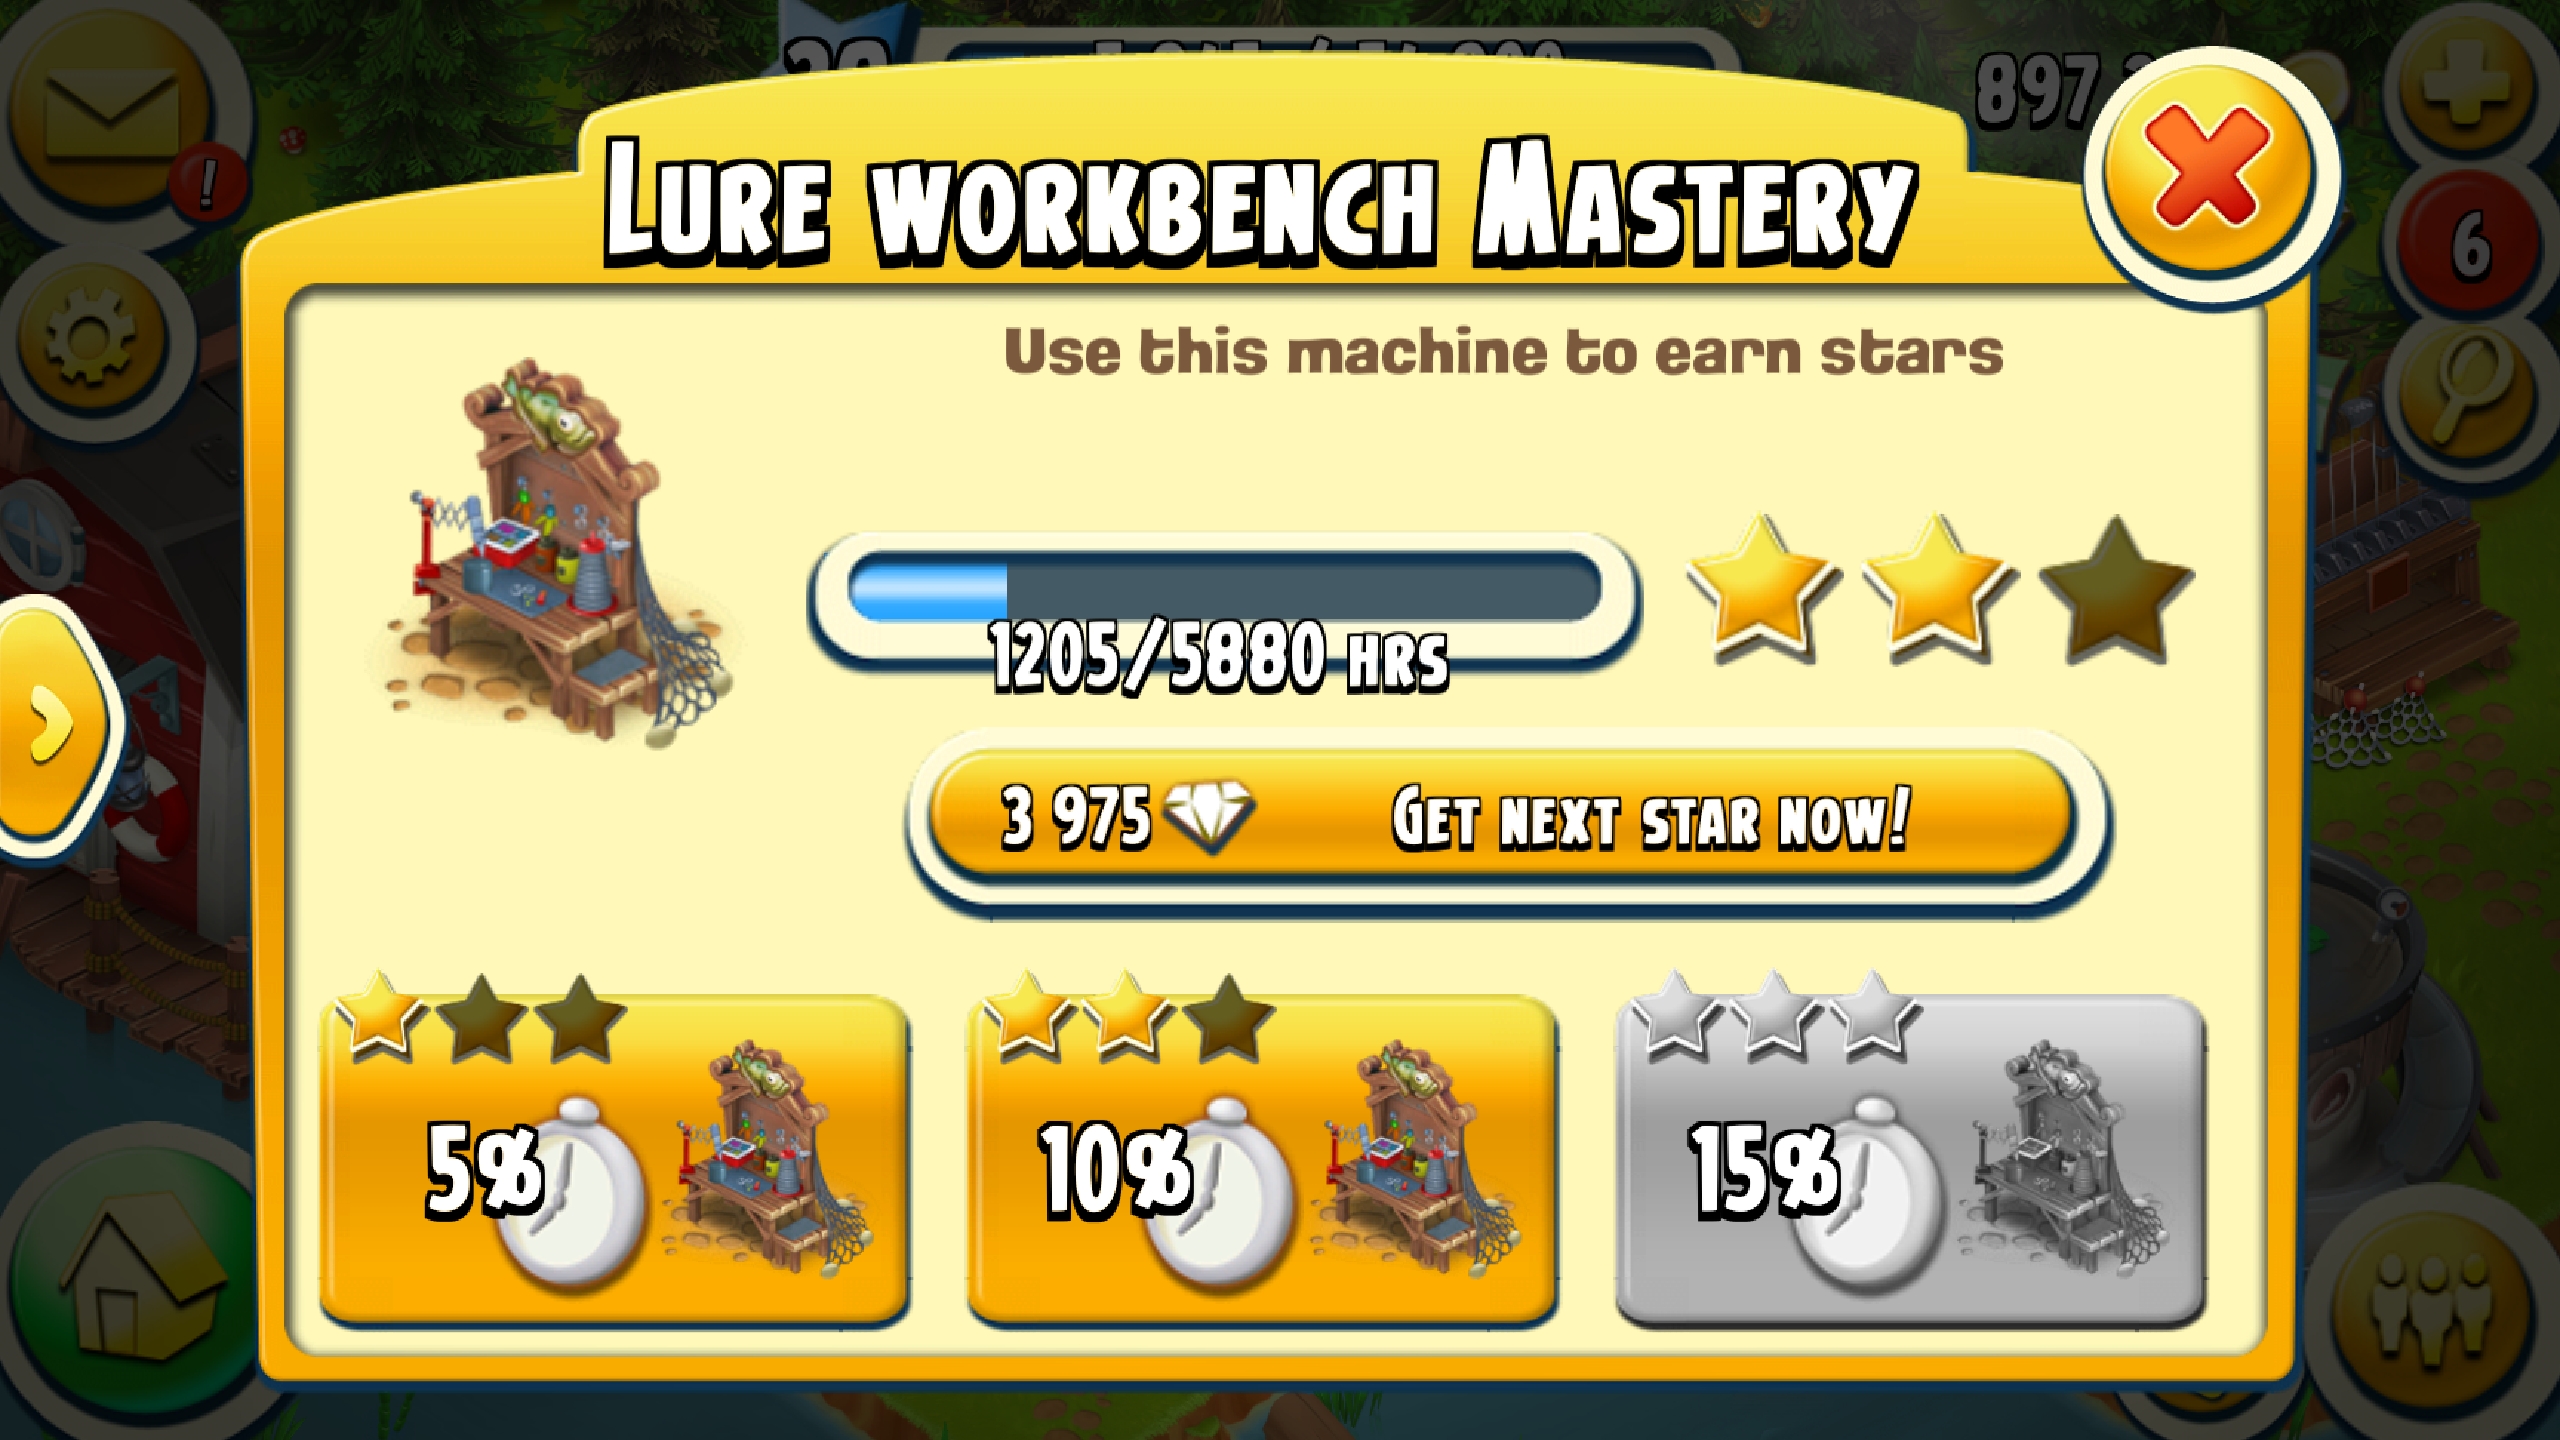 !
6
LURE WORKBENCH MASTERY
Use this machine to earn stars
1205/5880 HRS
3 975 GET NEXT STAR NOW!
5% 10% 15%